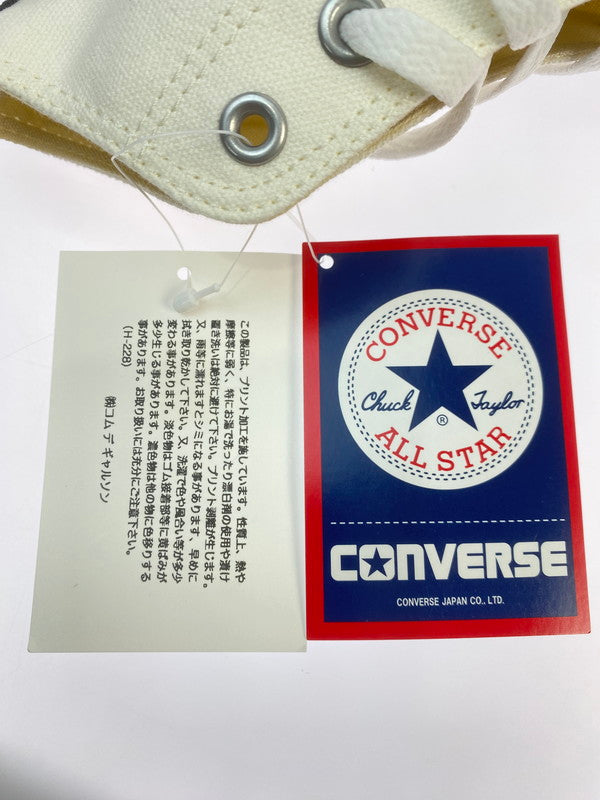 この製品は、プリント加工を施しています。性質上、熱や
摩擦等に弱く、特にお湯で洗ったり漂白剤の使用や漬け
置き洗いは絶対に避けて下さい。プリント剥離が生じます。
又、雨等に濡れますとシミになる事があります、早めに
拭き取り乾かして下さい。又、洗濯で色や風合い等が多少
変わる事があります。淡色物はゴム接着部等に黄ばみが
多少生じる事があります。濃色物は他の物に色移りする
事があります。お取り扱いには充分にご注意下さい。
(H-228)
㈱コム デ ギャルソン
CONVERSE
Chuck Taylor
®
ALL STAR
CONVERSE
CONVERSE JAPAN CO., LTD.